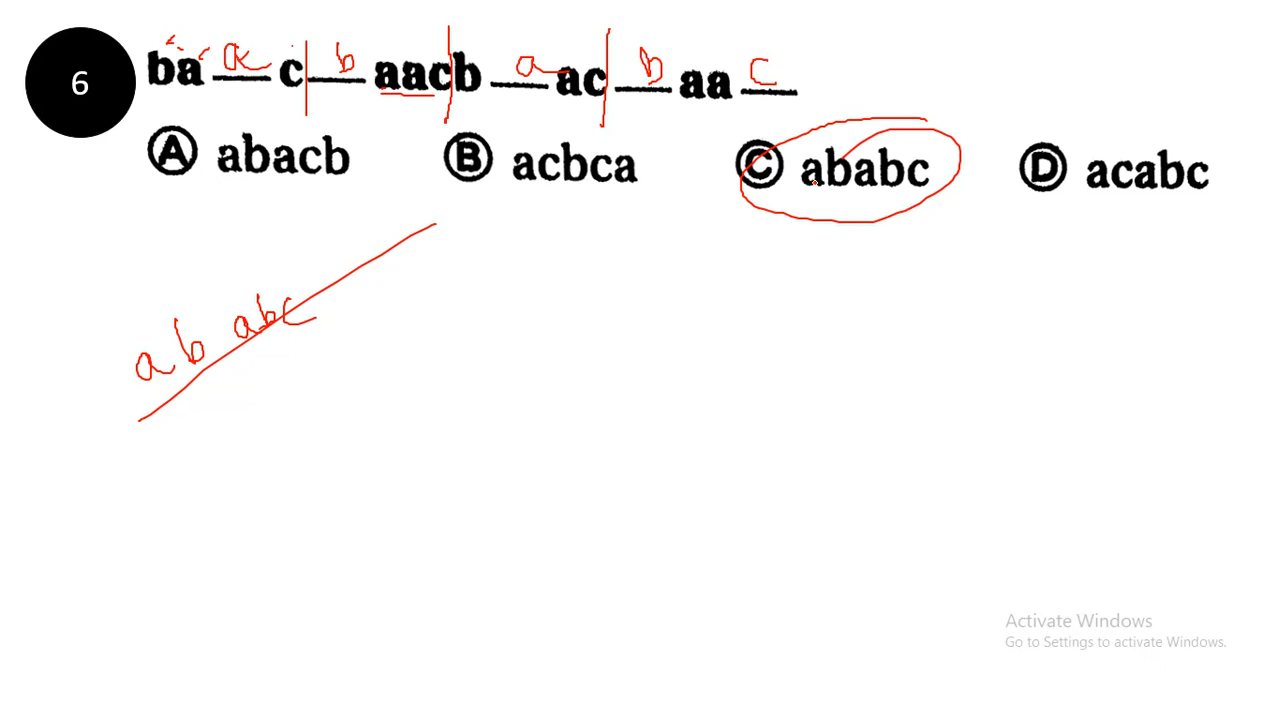 6 ba a c b aacb a ac b aa c
A abacb B acbca C ababc D acabc
ab abc
Activate Windows
Go to Settings to activate Windows.